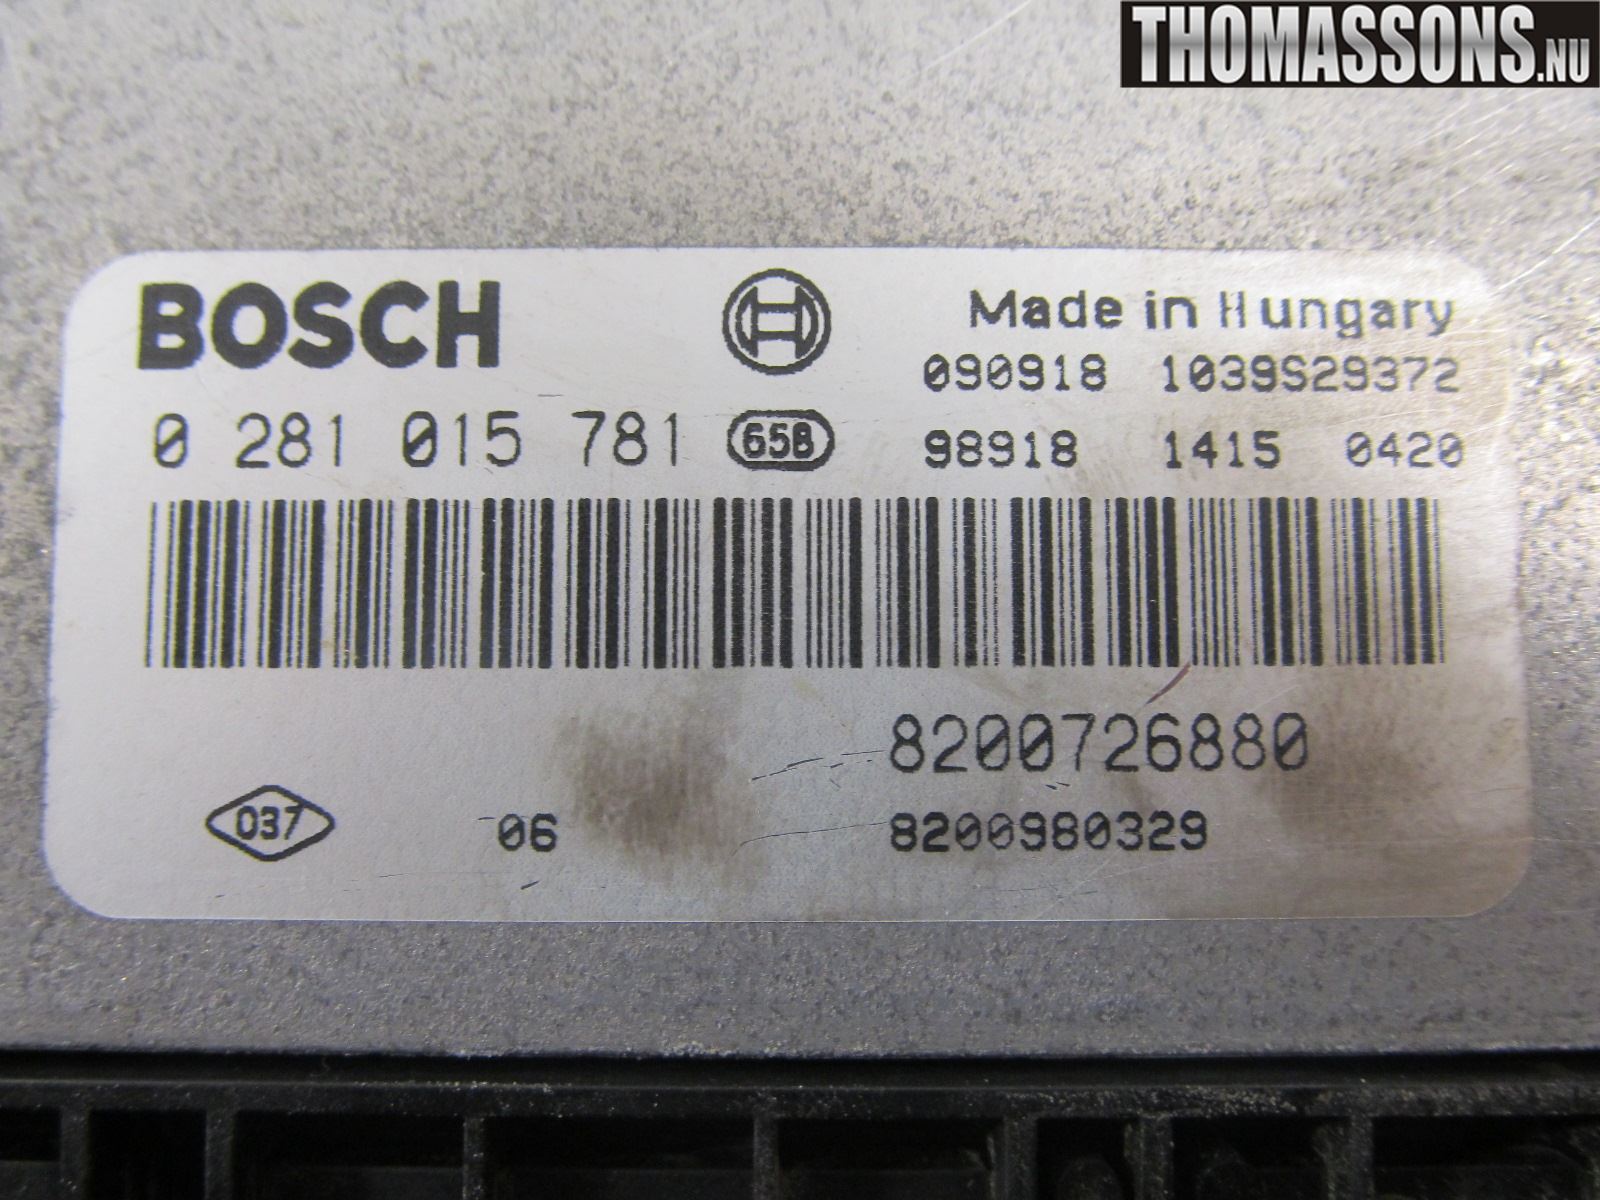 THOMASSONS.NU
BOSCH
Made in Hungary
090918 1039S29372
0 281 015 781 65B 98918 1415 0420
8200726880
037 06 8200980329